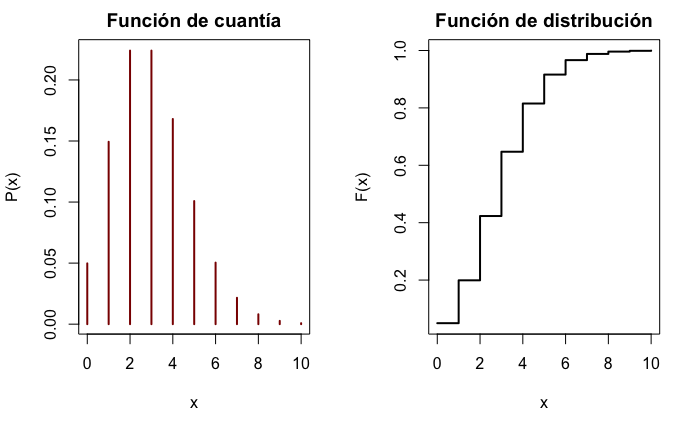 Función de cuantía
P(x)
0.20
0.15
0.10
0.05
0.00
0 2 4 6 8 10
x
Función de distribución
F(x)
1.0
0.8
0.6
0.4
0.2
0 2 4 6 8 10
x